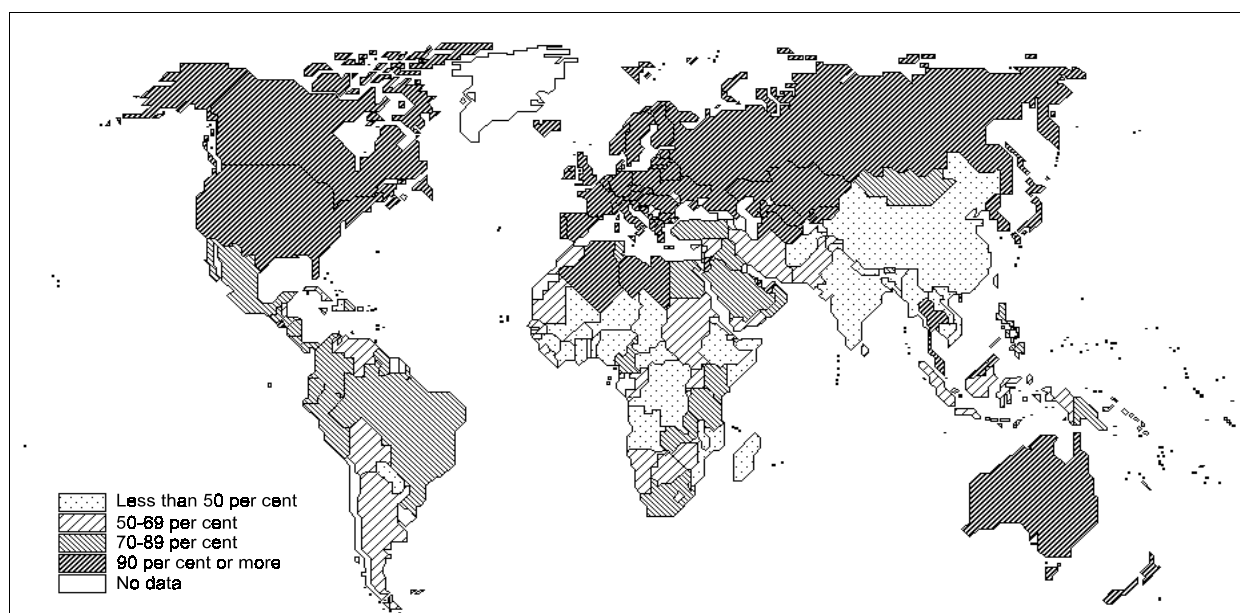 Less than 50 per cent
50-69 per cent
70-89 per cent
90 per cent or more
No data